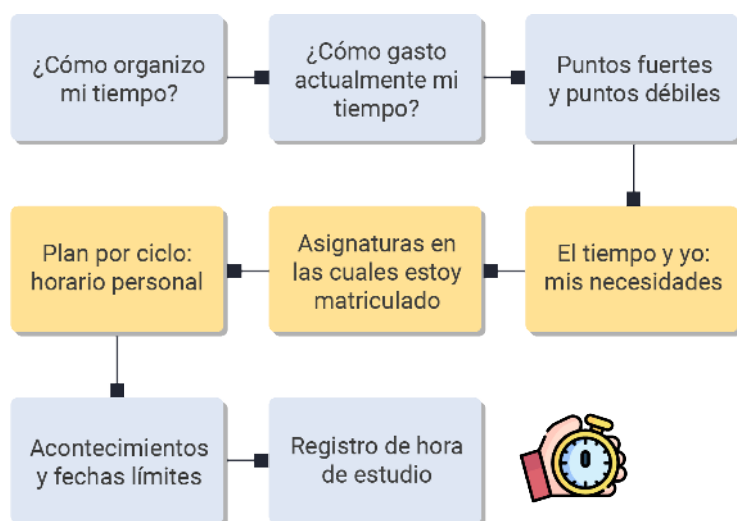 ¿Cómo organizo
mi tiempo?
¿Cómo gasto
actualmente mi
tiempo?
Puntos fuertes
y puntos débiles
El tiempo y yo:
mis necesidades
Asignaturas en
las cuales estoy
matriculado
Plan por ciclo:
horario personal
Acontecimientos
y fechas límites
Registro de hora
de estudio
0